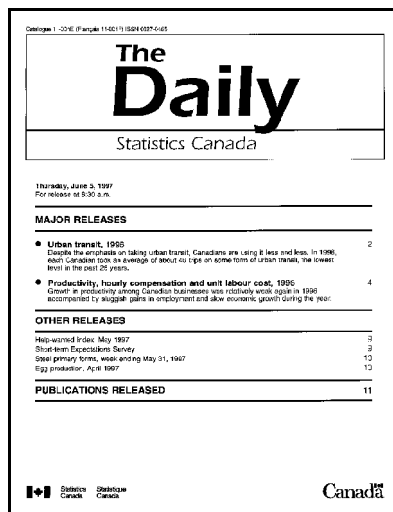 Catalogue 11-001E (Français 11-001F) ISSN 0827-0465
The
Daily
Statistics Canada
Thursday, June 5, 1997
For release at 8:30 a.m.
MAJOR RELEASES
● Urban transit, 1996 2
Despite the emphasis on taking urban transit, Canadians are using it less and less. In 1996,
each Canadian took an average of about 40 trips on some form of urban transit, the lowest
level in the past 25 years.
● Productivity, hourly compensation and unit labour cost, 1996 4
Growth in productivity among Canadian businesses was relatively weak again in 1996
accompanied by sluggish gains in employment and slow economic growth during the year.
OTHER RELEASES
Help-wanted Index, May 1997 9
Short-term Expectations Survey 9
Steel primary forms, week ending May 31, 1997 10
Egg production, April 1997 10
PUBLICATIONS RELEASED 11
Statistics Canada Statistique Canada
Canada